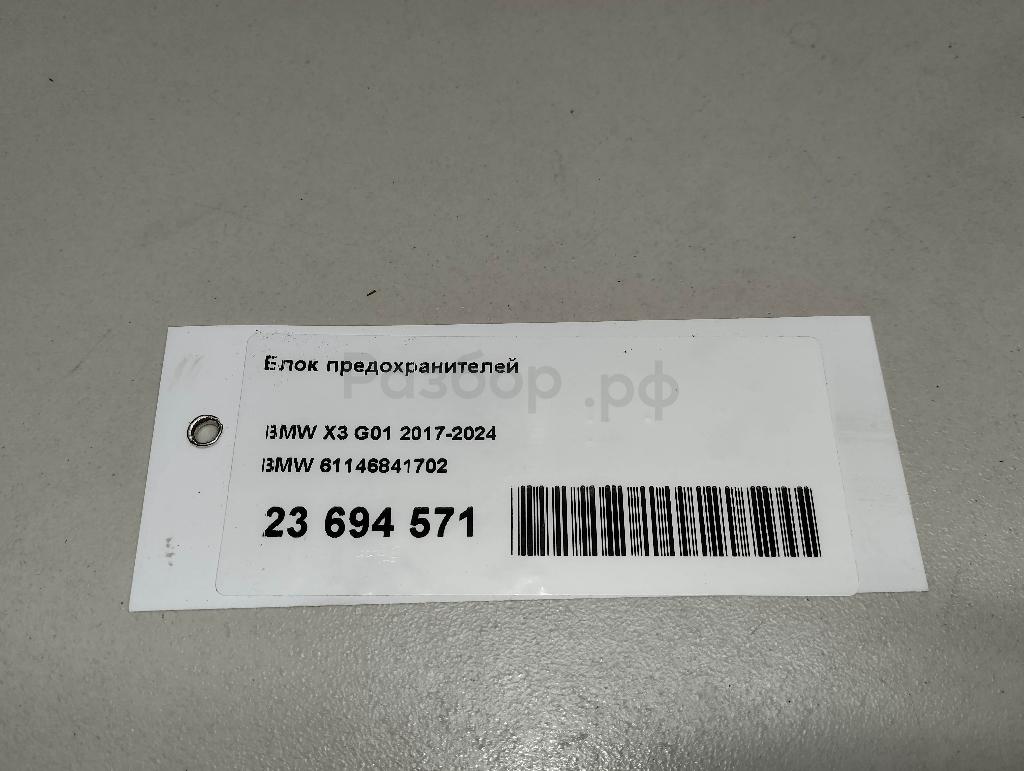 Блок предохранителей
Разбор.рф
BMW X3 G01 2017-2024
BMW 61146841702
23 694 571